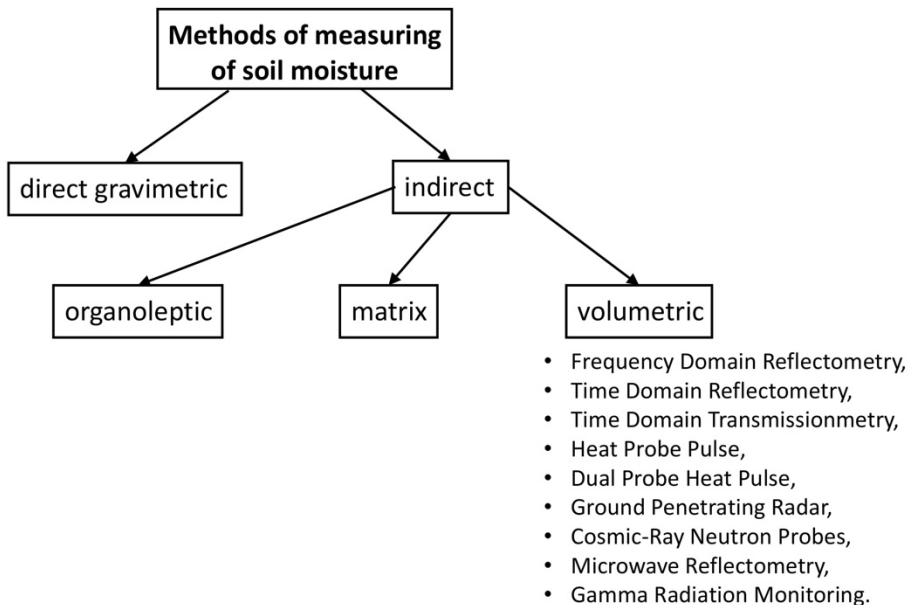 Methods of measuring
of soil moisture
direct gravimetric
indirect
organoleptic
matrix
volumetric
• Frequency Domain Reflectometry,
• Time Domain Reflectometry,
• Time Domain Transmissionmetry,
• Heat Probe Pulse,
• Dual Probe Heat Pulse,
• Ground Penetrating Radar,
• Cosmic-Ray Neutron Probes,
• Microwave Reflectometry,
• Gamma Radiation Monitoring.